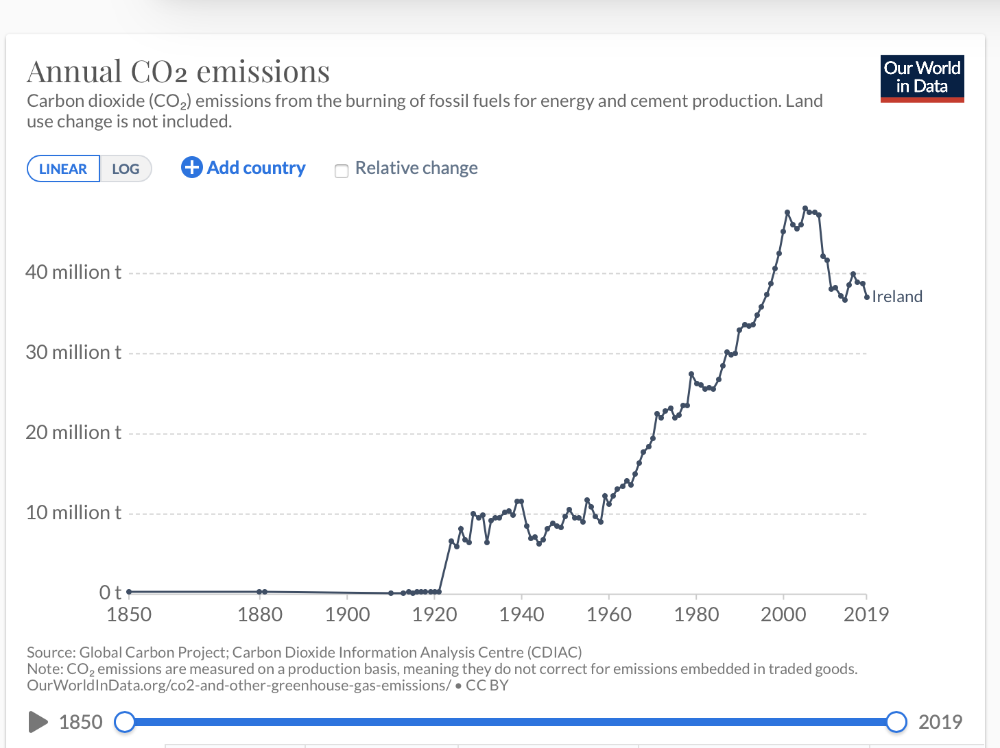 Annual CO2 emissions
Our World
in Data
Carbon dioxide (CO₂) emissions from the burning of fossil fuels for energy and cement production. Land
use change is not included.
LINEAR LOG Add country Relative change
40 million t
Ireland
30 million t
20 million t
10 million t
0 t
1850 1880 1900 1920 1940 1960 1980 2000 2019
Source: Global Carbon Project; Carbon Dioxide Information Analysis Centre (CDIAC)
Note: CO₂ emissions are measured on a production basis, meaning they do not correct for emissions embedded in traded goods.
OurWorldInData.org/co2-and-other-greenhouse-gas-emissions/ • CC BY
1850 2019